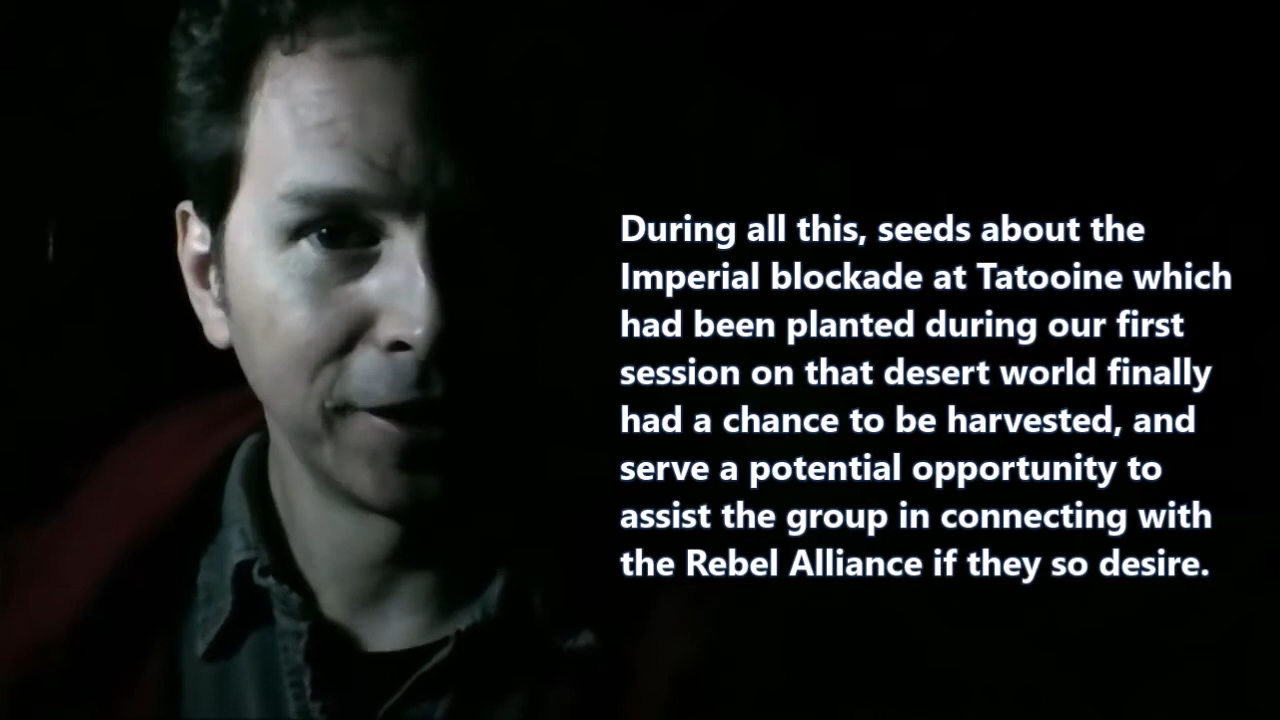 During all this, seeds about the
Imperial blockade at Tatooine which
had been planted during our first
session on that desert world finally
had a chance to be harvested, and
serve a potential opportunity to
assist the group in connecting with
the Rebel Alliance if they so desire.